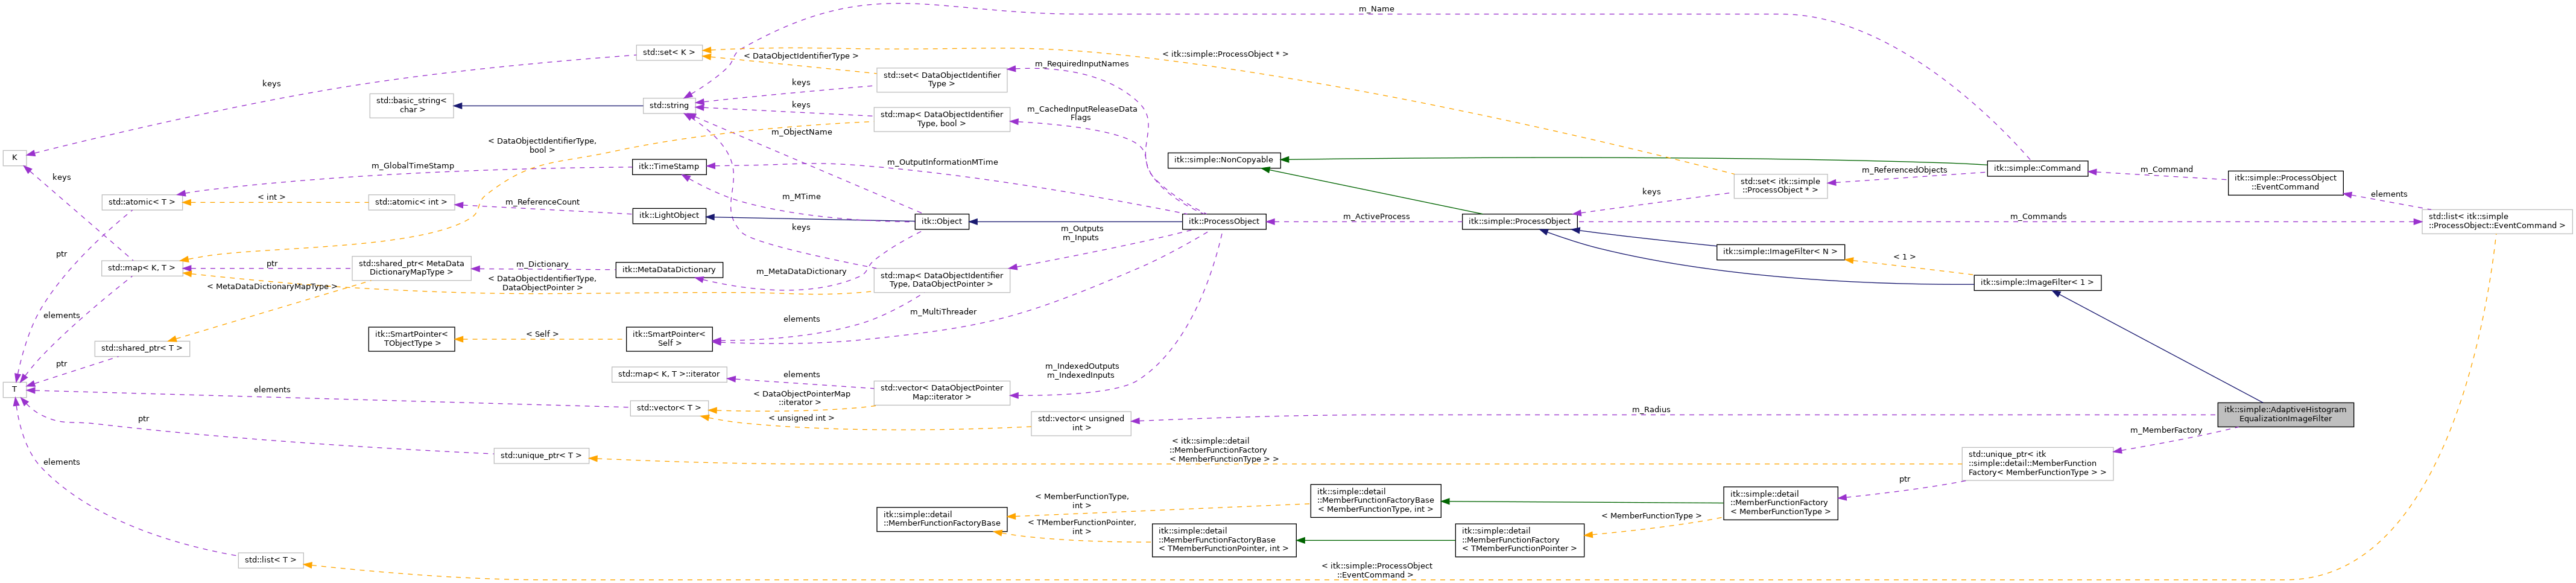 m_Name
std::set< K >
< DataObjectIdentifierType >
< itk::simple::ProcessObject * >
m_RequiredInputNames
keys
std::set< DataObjectIdentifier
Type >
keys
std::basic_string<
char >
std::string
keys
std::map< DataObjectIdentifier
Type, bool >
m_CachedInputReleaseData
Flags
m_ObjectName
< DataObjectIdentifierType,
bool >
K
m_GlobalTimeStamp
itk::TimeStamp
m_OutputInformationMTime
itk::simple::NonCopyable
itk::simple::Command
m_Command
m_ReferencedObjects
itk::simple::ProcessObject
::EventCommand
keys
std::set< itk::simple
::ProcessObject * >
keys
elements
std::atomic< T >
< int >
std::atomic< int >
m_ReferenceCount
m_MTime
itk::LightObject
itk::Object
itk::ProcessObject
m_ActiveProcess
itk::simple::ProcessObject
m_Commands
std::list< itk::simple
::ProcessObject::EventCommand >
keys
m_Outputs
m_Inputs
ptr
itk::simple::ImageFilter< N >
< 1 >
std::map< K, T >
ptr
std::shared_ptr< MetaData
DictionaryMapType >
m_Dictionary
itk::MetaDataDictionary
m_MetaDataDictionary
std::map< DataObjectIdentifier
Type, DataObjectPointer >
< DataObjectIdentifierType,
DataObjectPointer >
< MetaDataDictionaryMapType >
itk::simple::ImageFilter< 1 >
elements
elements
m_MultiThreader
itk::SmartPointer<
TObjectType >
< Self >
itk::SmartPointer<
Self >
std::shared_ptr< T >
ptr
m_IndexedOutputs
m_IndexedInputs
std::map< K, T >::iterator
elements
std::vector< DataObjectPointer
Map::iterator >
T
elements
< DataObjectPointerMap
::iterator >
std::vector< T >
< unsigned int >
std::vector< unsigned
int >
m_Radius
itk::simple::AdaptiveHistogram
EqualizationImageFilter
ptr
m_MemberFactory
std::unique_ptr< T >
< itk::simple::detail
::MemberFunctionFactory
< MemberFunctionType > >
std::unique_ptr< itk
::simple::detail::MemberFunction
Factory< MemberFunctionType > >
elements
ptr
itk::simple::detail
::MemberFunctionFactoryBase
< MemberFunctionType,
int >
itk::simple::detail
::MemberFunctionFactoryBase
< MemberFunctionType, int >
itk::simple::detail
::MemberFunctionFactory
< MemberFunctionType >
< TMemberFunctionPointer,
int >
itk::simple::detail
::MemberFunctionFactoryBase
< TMemberFunctionPointer, int >
itk::simple::detail
::MemberFunctionFactory
< TMemberFunctionPointer >
< MemberFunctionType >
std::list< T >
< itk::simple::ProcessObject
::EventCommand >